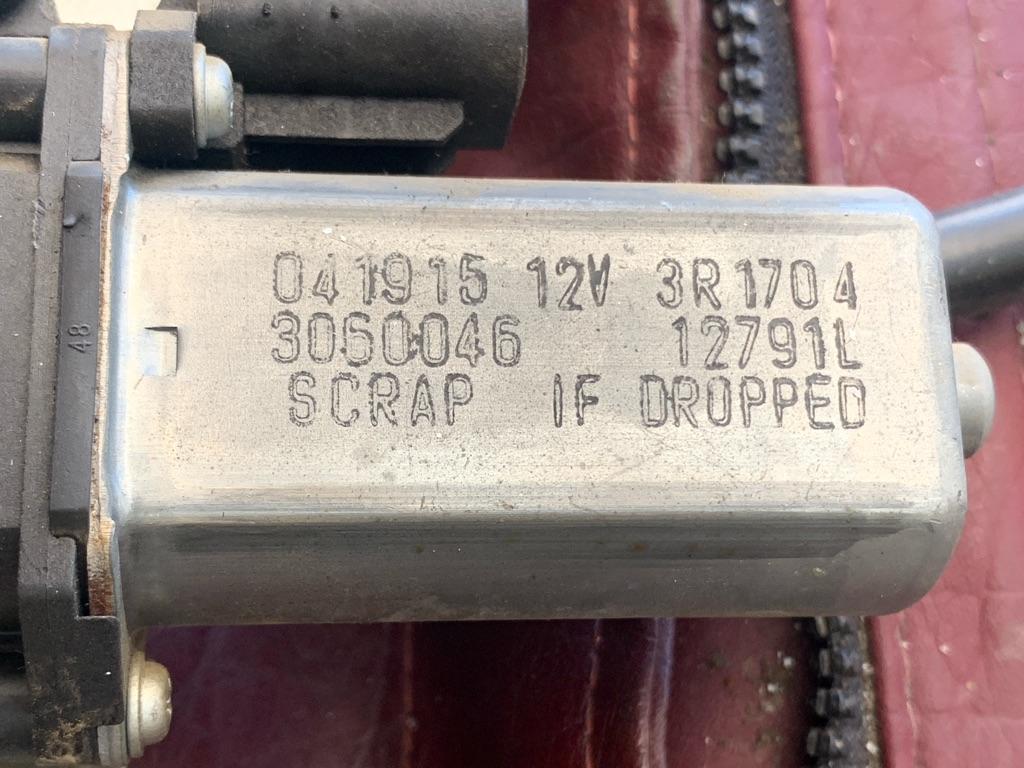 041915 12V 3R1704
3060046 12791L
SCRAP IF DROPPED
48